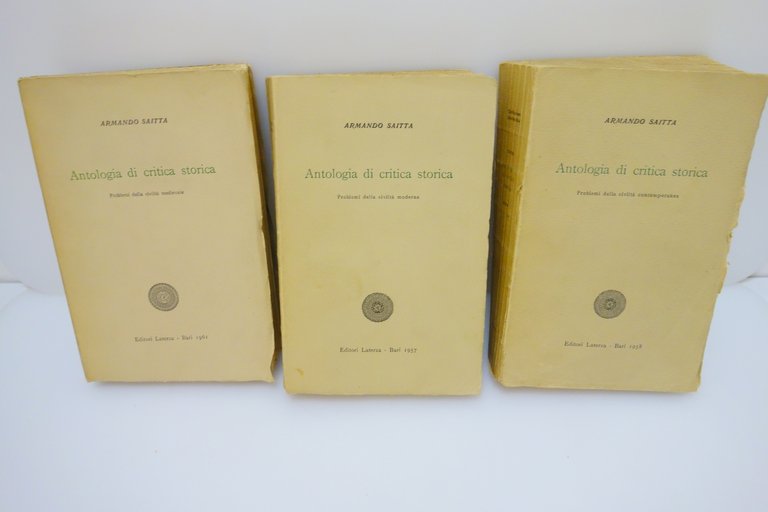 ARMANDO SAITTA
Antologia di critica storica
Problemi della civiltà medievale
Editori Laterza - Bari 1961
ARMANDO SAITTA
Antologia di critica storica
Problemi della civiltà moderna
Editori Laterza - Bari 1957
ARMANDO SAITTA
Antologia di critica storica
Problemi della civiltà contemporanea
Editori Laterza - Bari 1958